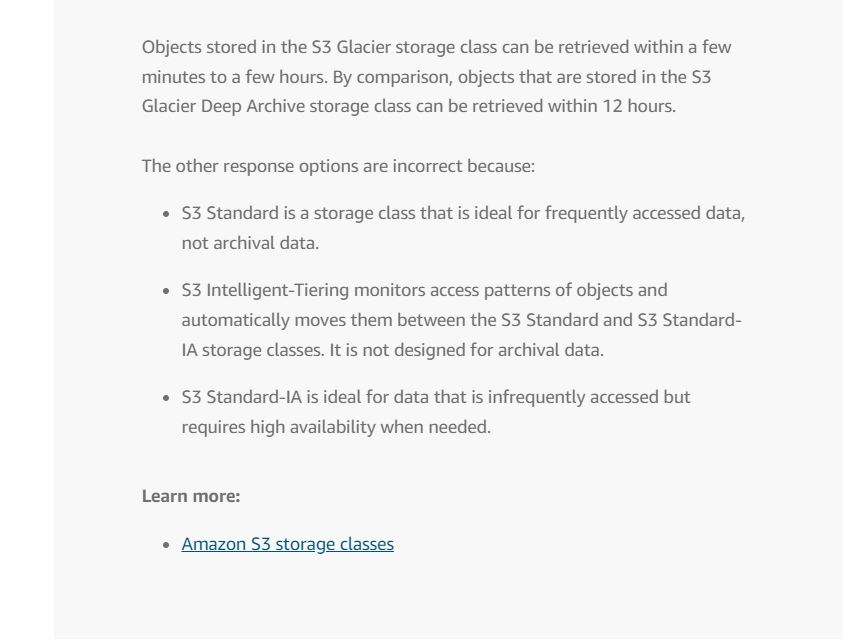 Objects stored in the S3 Glacier storage class can be retrieved within a few
minutes to a few hours. By comparison, objects that are stored in the S3
Glacier Deep Archive storage class can be retrieved within 12 hours.
The other response options are incorrect because:
• S3 Standard is a storage class that is ideal for frequently accessed data,
not archival data.
• S3 Intelligent-Tiering monitors access patterns of objects and
automatically moves them between the S3 Standard and S3 Standard-
IA storage classes. It is not designed for archival data.
• S3 Standard-IA is ideal for data that is infrequently accessed but
requires high availability when needed.
Learn more:
• Amazon S3 storage classes